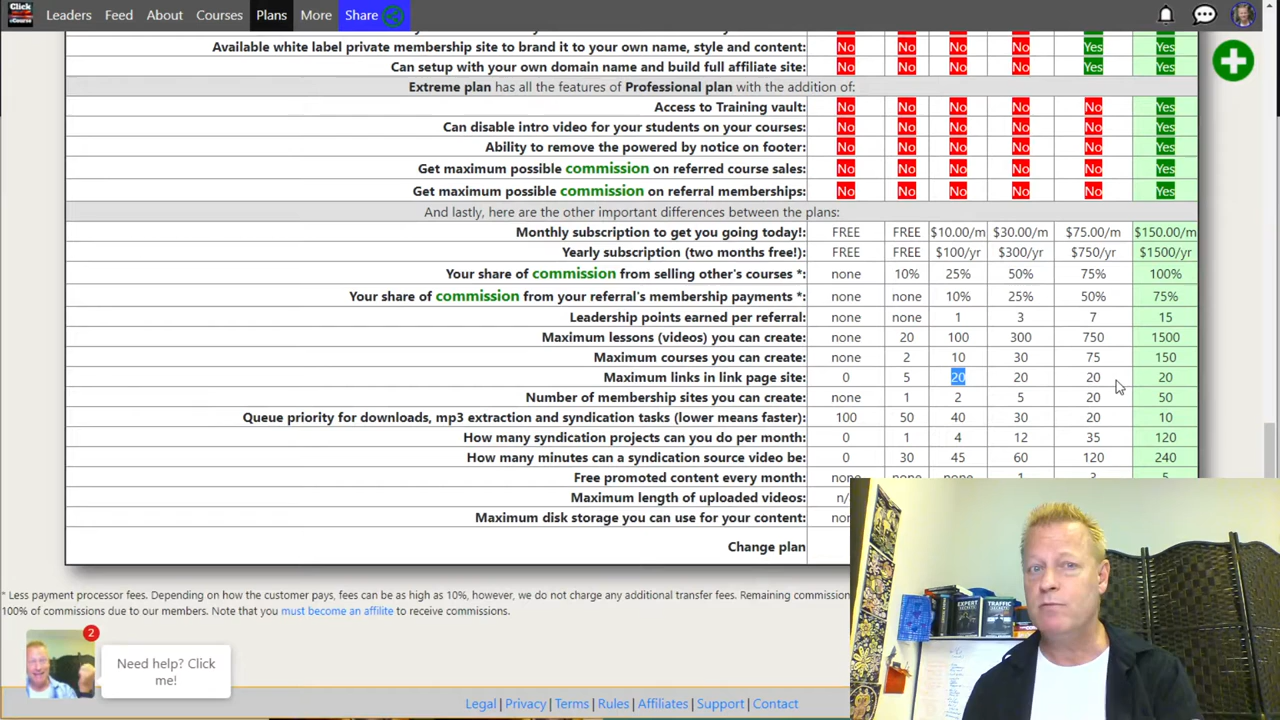 Click eCourse Leaders Feed About Courses Plans More Share
Available white label private membership site to brand it to your own name, style and content: No No No No Yes Yes
Can setup with your own domain name and build full affiliate site: No No No No Yes Yes
Extreme plan has all the features of Professional plan with the addition of:
Access to Training vault: No No No No No Yes
Can disable intro video for your students on your courses: No No No No No Yes
Ability to remove the powered by notice on footer: No No No No No Yes
Get maxmum possible commission on referred course sales: No No No No No Yes
Get maximum possible commission on referral memberships: No No No No No Yes
And lastly, here are the other important differences between the plans:
Monthly subscription to get you going today!: FREE FREE $10.00/m $30.00/m $75.00/m $150.00/m
Yearly subscription (two months free!): FREE FREE $100/yr $300/yr $750/yr $1500/yr
Your share of commission from selling other's courses *: none 10% 25% 50% 75% 100%
Your share of commission from your referral's membership payments *: none none 10% 25% 50% 75%
Leadership points earned per referral: none none 1 3 7 15
Maximum lessons (videos) you can create: none 20 100 300 750 1500
Maximum courses you can create: none 2 10 30 75 150
Maximum links in link page site: 0 5 20 20 20 20
Number of membership sites you can create: none 1 2 5 20 50
Queue priority for downloads, mp3 extraction and syndication tasks (lower means faster): 100 50 40 30 20 10
How many syndication projects can you do per month: 0 1 4 12 35 120
How many minutes can a syndication source video be: 0 30 45 60 120 240
Free promoted content every month: none none none 1 3 5
Maximum length of uploaded videos: n/
Maximum disk storage you can use for your content: non
Change plan
* Less payment processor fees. Depending on how the customer pays, fees can be as high as 10%, however, we do not charge any additional transfer fees. Remaining commission
100% of commissions due to our members. Note that you must become an affilite to receive commissions.
2
Need help? Click
me!
EXPERT SECRETS
TRAFFIC SECRETS
Legal | Privacy | Terms | Rules | Affiliates | Support | Contact